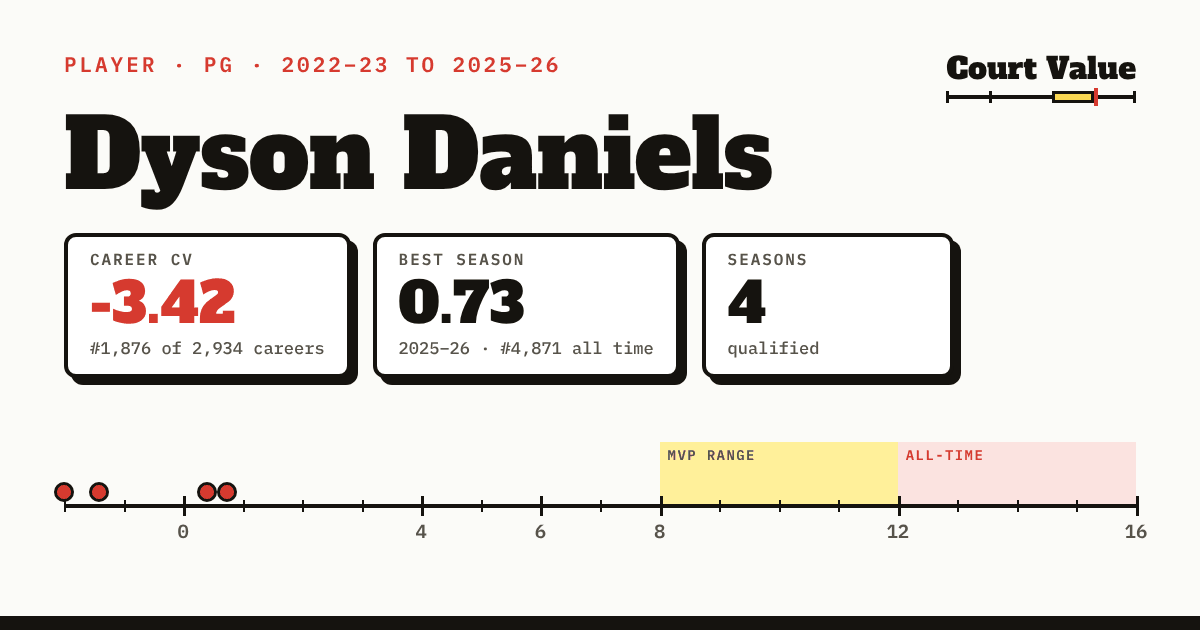 PLAYER · PG · 2022–23 TO 2025–26
Court Value
Dyson Daniels
CAREER CV
-3.42
#1,876 of 2,934 careers
BEST SEASON
0.73
2025–26 · #4,871 all time
SEASONS
4
qualified
MVP RANGE
ALL-TIME
0 4 6 8 12 16